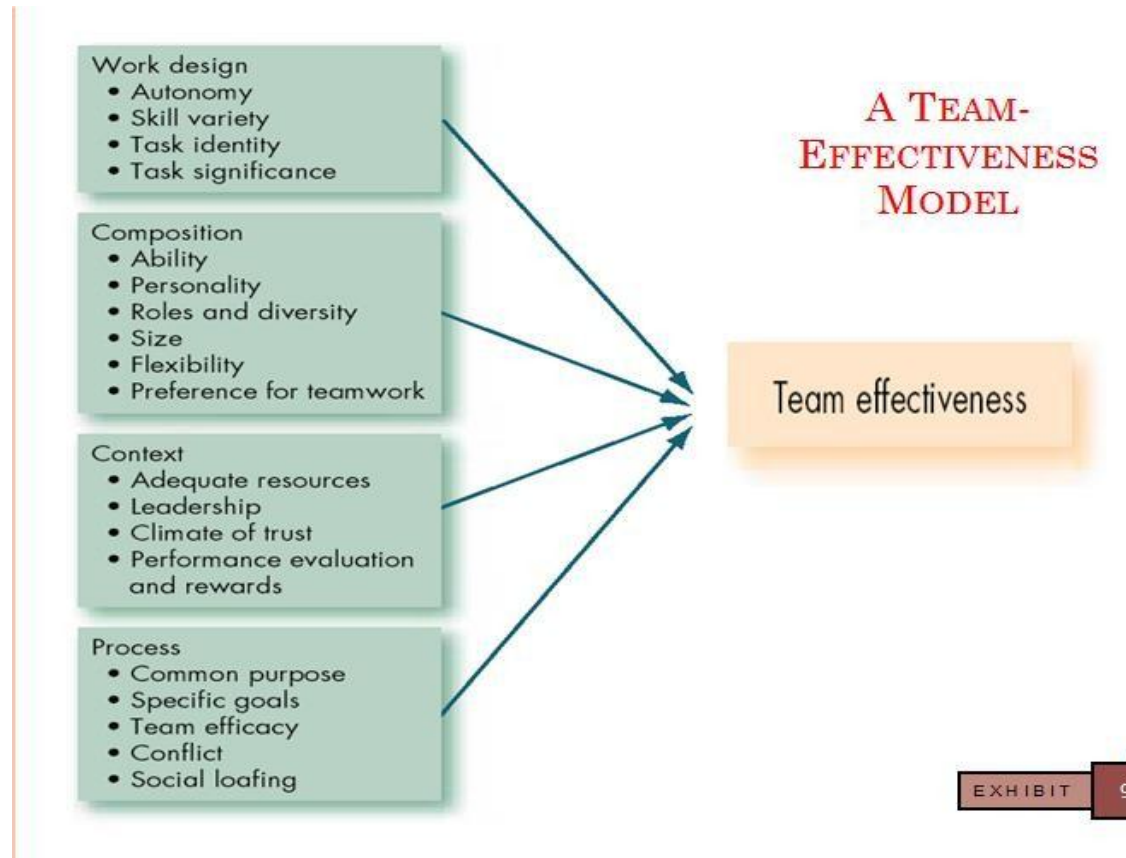 Work design
• Autonomy
• Skill variety
• Task identity
• Task significance
A TEAM-
EFFECTIVENESS
MODEL
Composition
• Ability
• Personality
• Roles and diversity
• Size
• Flexibility
• Preference for teamwork
Team effectiveness
Context
• Adequate resources
• Leadership
• Climate of trust
• Performance evaluation
and rewards
Process
• Common purpose
• Specific goals
• Team efficacy
• Conflict
• Social loafing
EXHIBIT